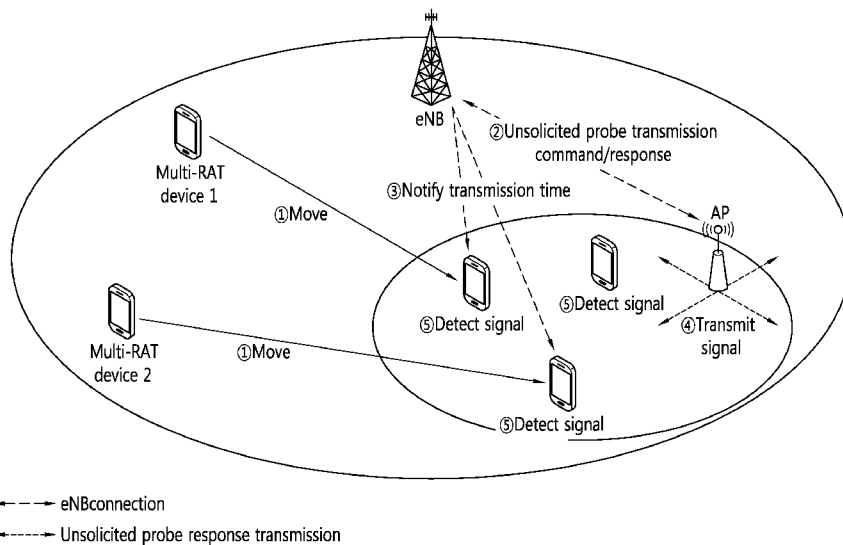 eNB
②Unsolicited probe transmission
command/response
Multi-RAT
device 1
③Notify transmission time
①Move
AP
⑤Detect signal
⑤Detect signal
④Transmit
signal
Multi-RAT
device 2
①Move
⑤Detect signal
eNBconnection
Unsolicited probe response transmission